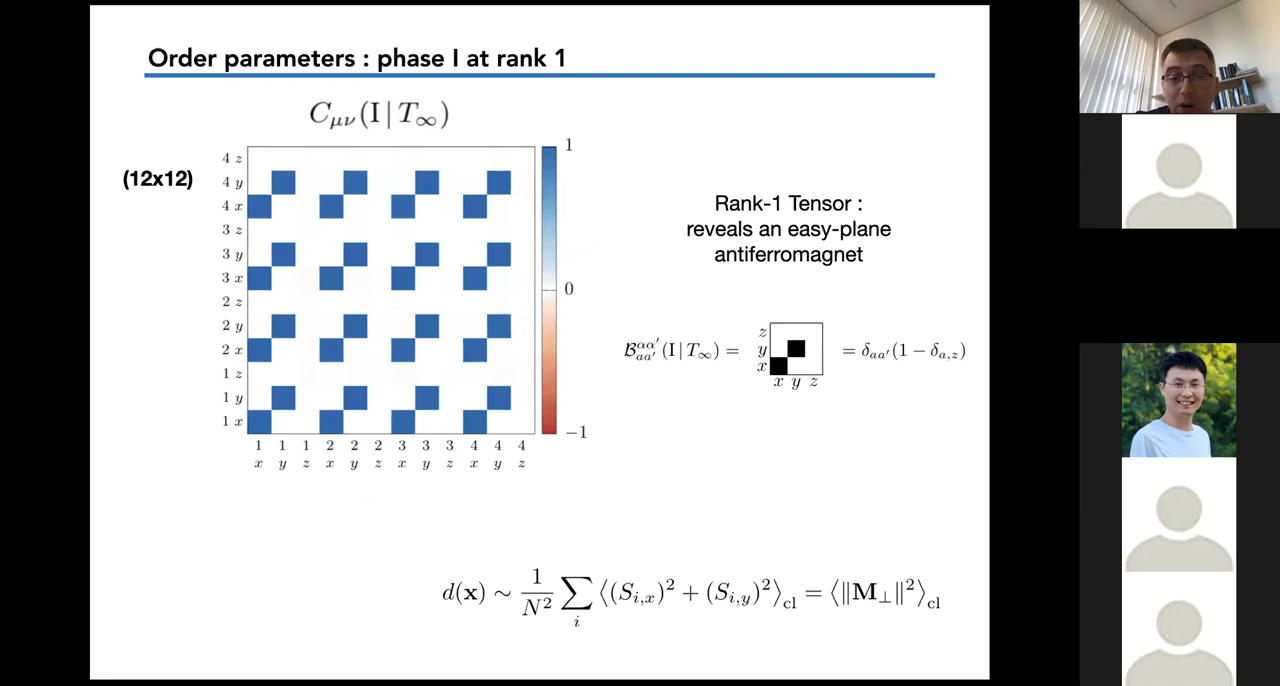 Order parameters : phase I at rank 1
C_{μν}(I | T_∞)
(12x12)
4 z
4 y
4 x
3 z
3 y
3 x
2 z
2 y
2 x
1 z
1 y
1 x
1 1 1 2 2 2 3 3 3 4 4 4
x y z x y z x y z x y z
1
0
−1
Rank-1 Tensor :
reveals an easy-plane
antiferromagnet
B^{αα′}_{aa′}(I | T_∞) =
z
y
x
x y z
= δ_{aa′}(1 − δ_{a,z})
d(x) ∼ 1/N² ∑_i ⟨(S_{i,x})² + (S_{i,y})²⟩_cl = ⟨‖M_⊥‖²⟩_cl